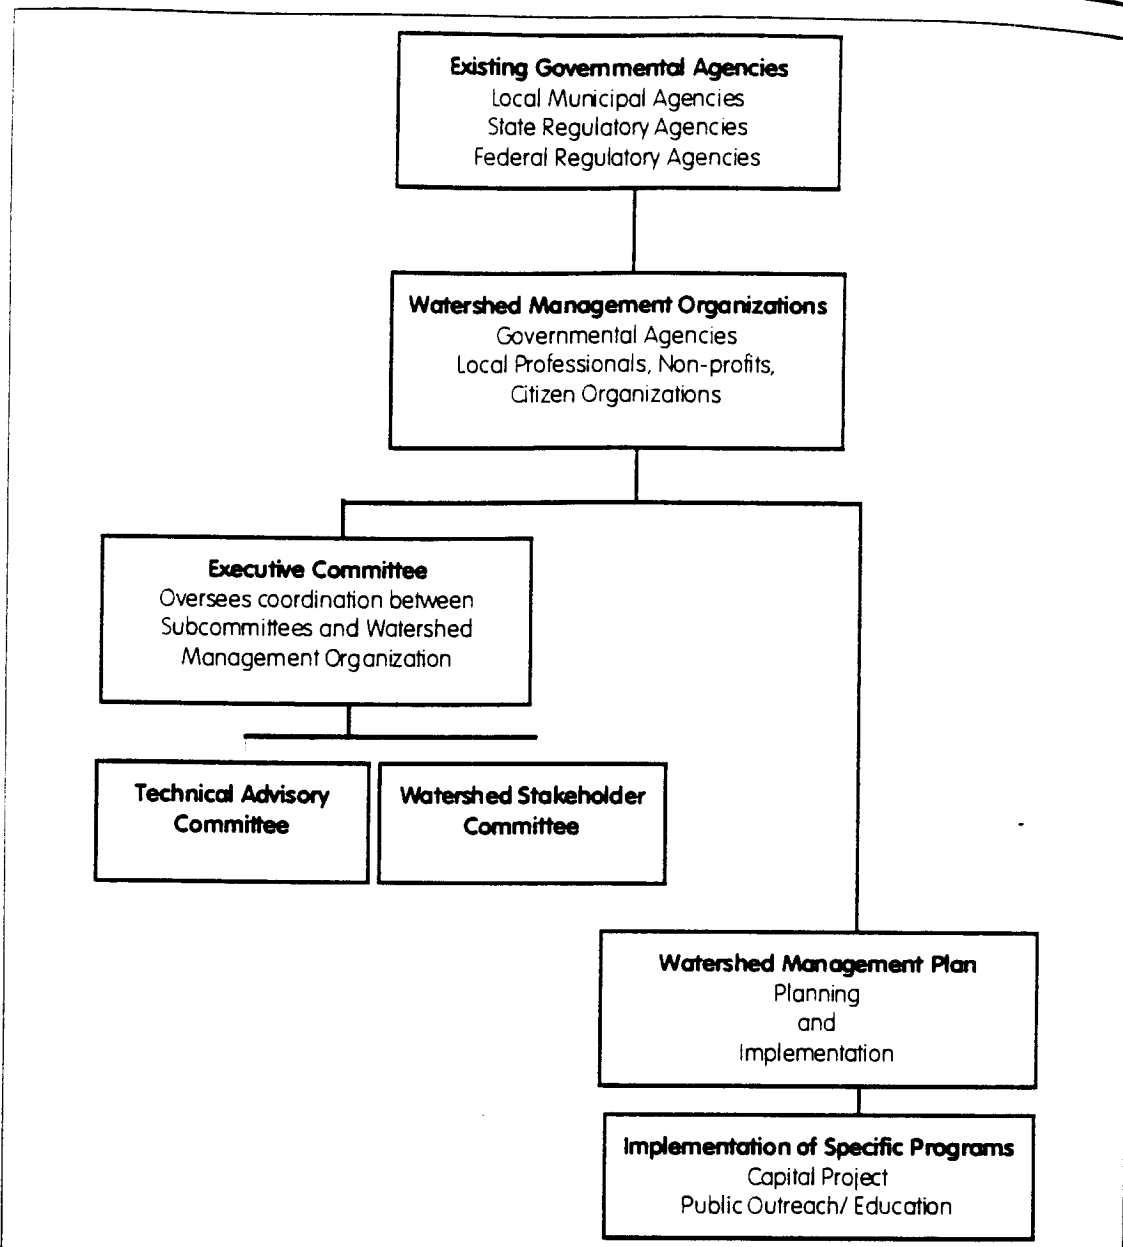 Existing Governmental Agencies
Local Municipal Agencies
State Regulatory Agencies
Federal Regulatory Agencies
Watershed Management Organizations
Governmental Agencies
Local Professionals, Non-profits,
Citizen Organizations
Executive Committee
Oversees coordination between
Subcommittees and Watershed
Management Organization
Technical Advisory
Committee
Watershed Stakeholder
Committee
Watershed Management Plan
Planning
and
Implementation
Implementation of Specific Programs
Capital Project
Public Outreach/ Education